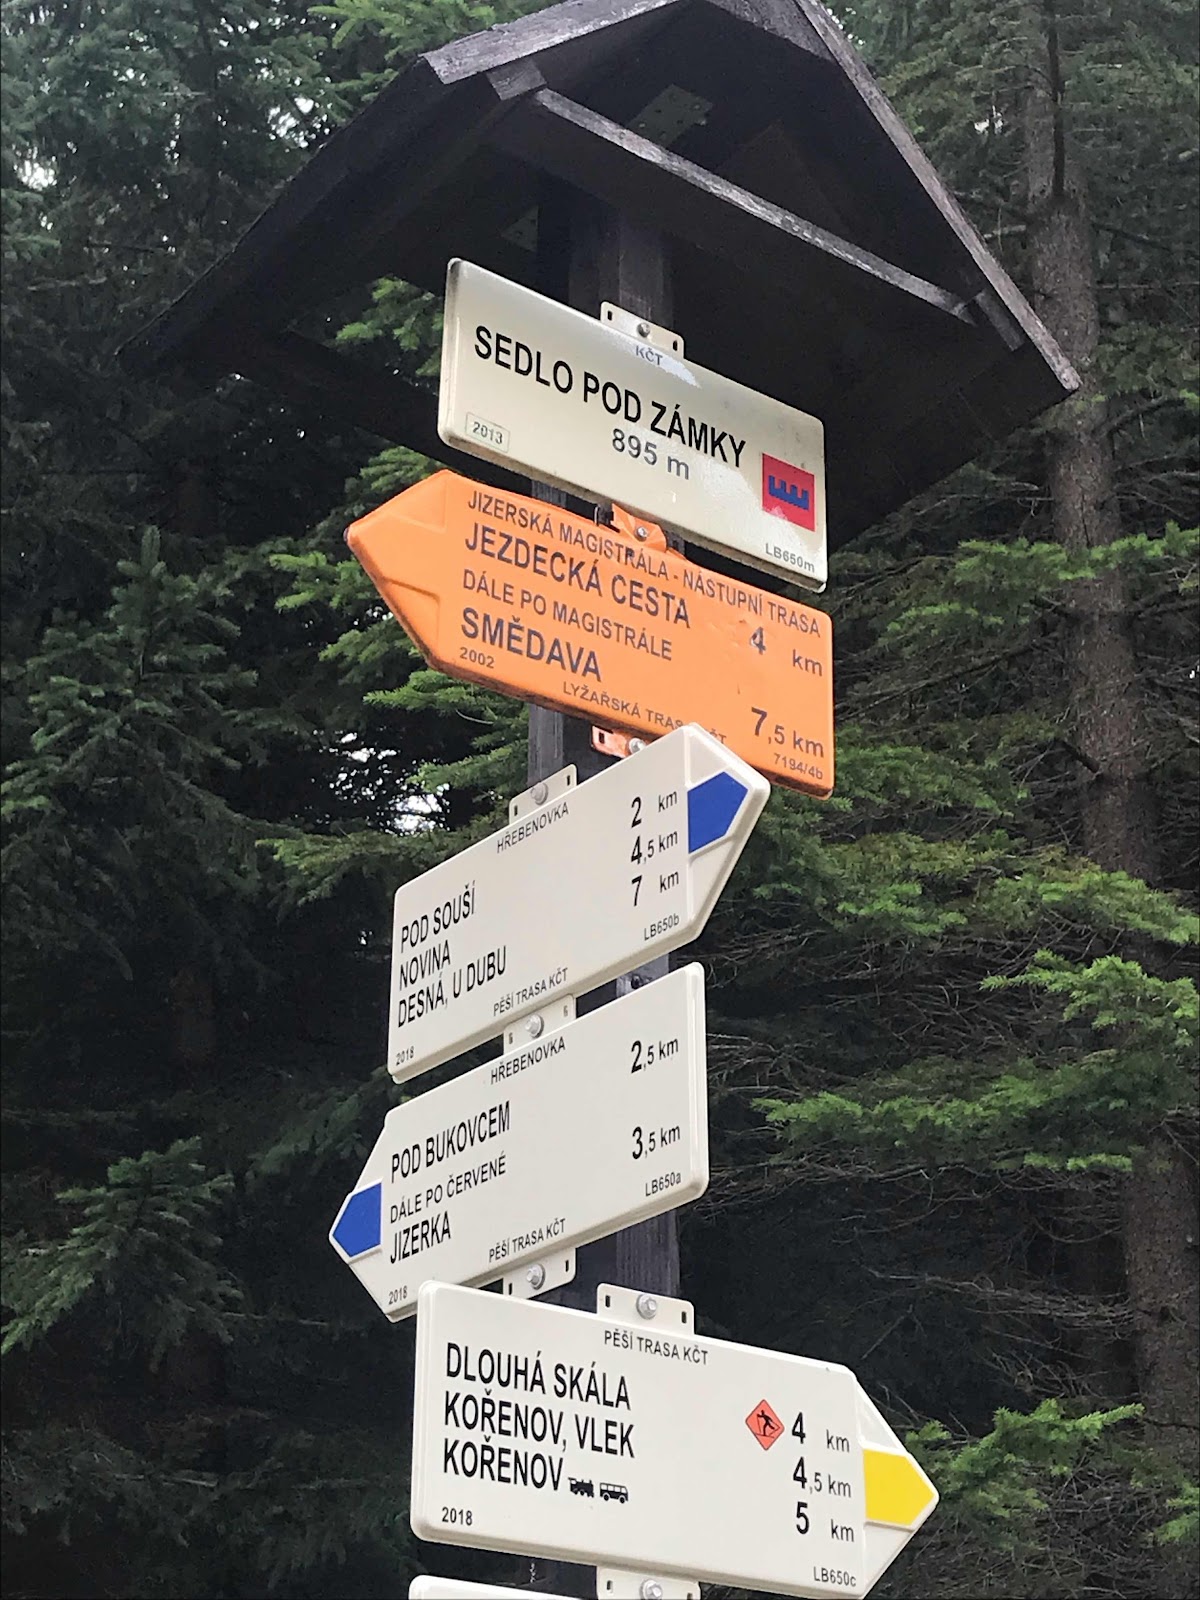 KČT
SEDLO POD ZÁMKY
895 m
2013
LB650m
JIZERSKÁ MAGISTRÁLA - NÁSTUPNÍ TRASA
JEZDECKÁ CESTA 4 km
DÁLE PO MAGISTRÁLE
SMĚDAVA 7,5 km
2002
LYŽAŘSKÁ TRASA KČT
7194/4b
HŘEBENOVKA
POD SOUŠÍ 2 km
NOVINA 4,5 km
DESNÁ, U DUBU 7 km
2018
PĚŠÍ TRASA KČT
LB650b
HŘEBENOVKA
POD BUKOVCEM 2,5 km
DÁLE PO ČERVENÉ
JIZERKA 3,5 km
2018
PĚŠÍ TRASA KČT
LB650a
PĚŠÍ TRASA KČT
DLOUHÁ SKÁLA 4 km
KOŘENOV, VLEK 4,5 km
KOŘENOV 5 km
2018
LB650c